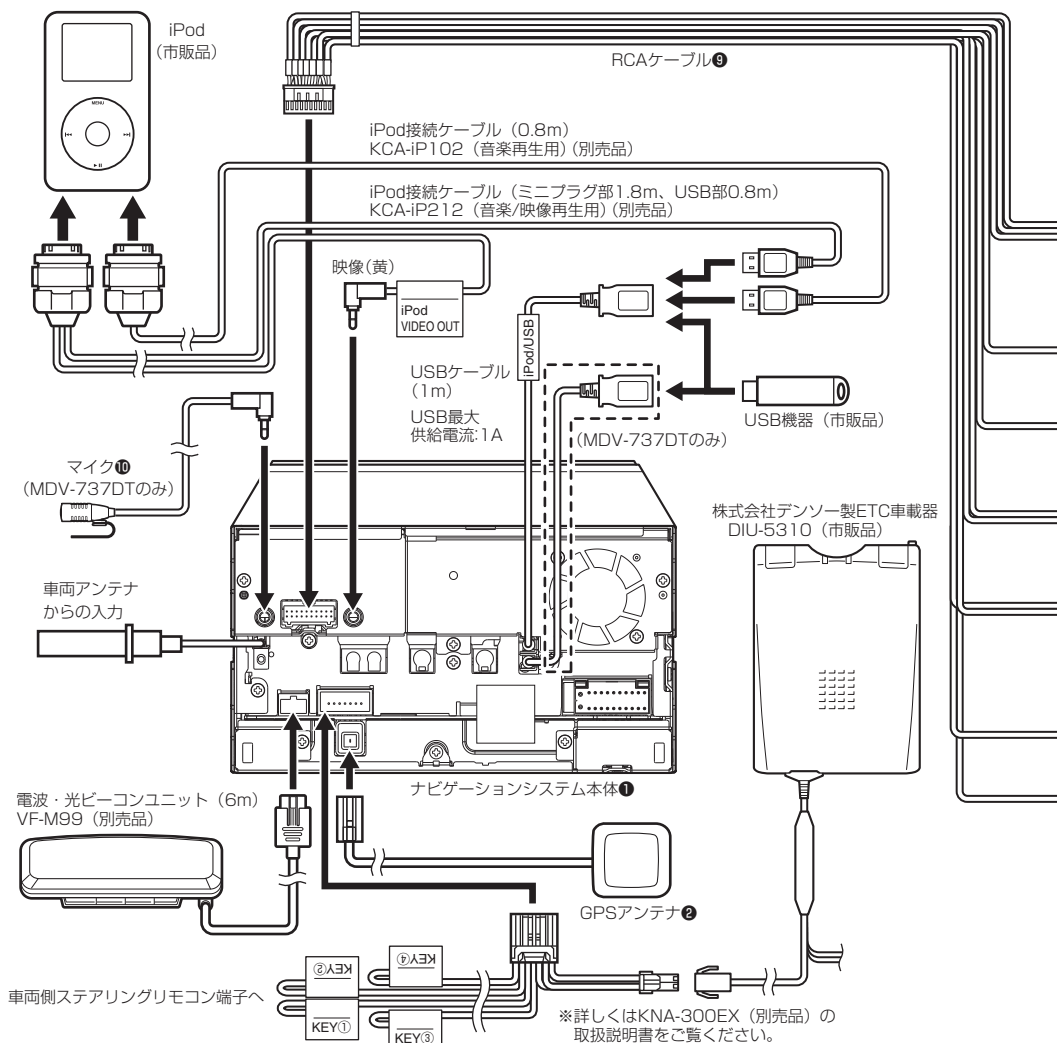 iPod
（市販品）
MENU
RCAケーブル❾
iPod接続ケーブル（0.8m）
KCA-iP102（音楽再生用）（別売品）
iPod接続ケーブル（ミニプラグ部1.8m、USB部0.8m）
KCA-iP212（音楽/映像再生用）（別売品）
映像（黄）
iPod
VIDEO OUT
iPod/USB
USBケーブル
（1m）
USB最大
供給電流:1A
（MDV-737DTのみ）
USB機器（市販品）
マイク❿
（MDV-737DTのみ）
株式会社デンソー製ETC車載器
DIU-5310（市販品）
車両アンテナ
からの入力
ナビゲーションシステム本体❶
電波・光ビーコンユニット（6m）
VF-M99（別売品）
GPSアンテナ❷
KEY②
KEY④
車両側ステアリングリモコン端子へ
KEY①
KEY③
※詳しくはKNA-300EX（別売品）の
取扱説明書をご覧ください。